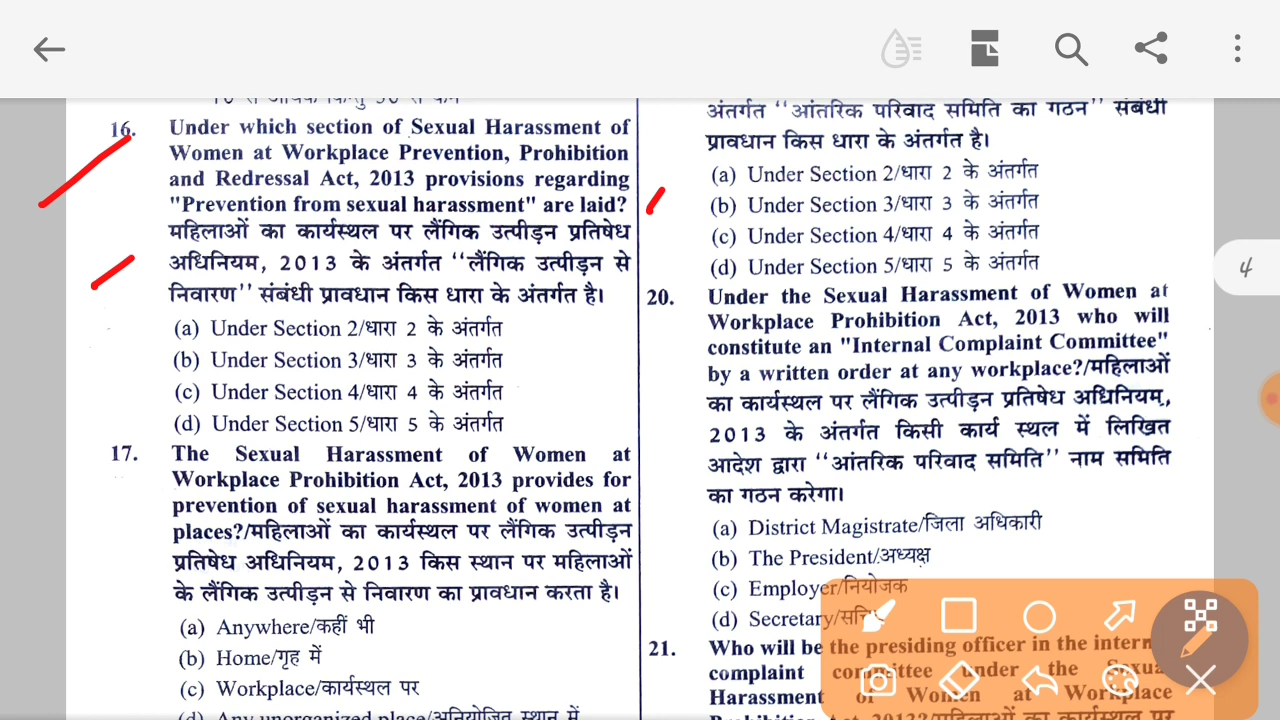 16. Under which section of Sexual Harassment of
Women at Workplace Prevention, Prohibition
and Redressal Act, 2013 provisions regarding
"Prevention from sexual harassment" are laid?
महिलाओं का कार्यस्थल पर लैंगिक उत्पीड़न प्रतिषेध
अधिनियम, 2013 के अंतर्गत "लैंगिक उत्पीड़न से
निवारण" संबंधी प्रावधान किस धारा के अंतर्गत है।
(a) Under Section 2/धारा 2 के अंतर्गत
(b) Under Section 3/धारा 3 के अंतर्गत
(c) Under Section 4/धारा 4 के अंतर्गत
(d) Under Section 5/धारा 5 के अंतर्गत
17. The Sexual Harassment of Women at
Workplace Prohibition Act, 2013 provides for
prevention of sexual harassment of women at
places?/महिलाओं का कार्यस्थल पर लैंगिक उत्पीड़न
प्रतिषेध अधिनियम, 2013 किस स्थान पर महिलाओं
के लैंगिक उत्पीड़न से निवारण का प्रावधान करता है।
(a) Anywhere/कहीं भी
(b) Home/गृह में
(c) Workplace/कार्यस्थल पर
(d) Any unorganized place/अनियोजित स्थान में
अंतर्गत "आंतरिक परिवाद समिति का गठन" संबंधी
प्रावधान किस धारा के अंतर्गत है।
(a) Under Section 2/धारा 2 के अंतर्गत
(b) Under Section 3/धारा 3 के अंतर्गत
(c) Under Section 4/धारा 4 के अंतर्गत
(d) Under Section 5/धारा 5 के अंतर्गत
20. Under the Sexual Harassment of Women at
Workplace Prohibition Act, 2013 who will
constitute an "Internal Complaint Committee"
by a written order at any workplace?/महिलाओं
का कार्यस्थल पर लैंगिक उत्पीड़न प्रतिषेध अधिनियम,
2013 के अंतर्गत किसी कार्य स्थल में लिखित
आदेश द्वारा "आंतरिक परिवाद समिति" नाम समिति
का गठन करेगा।
(a) District Magistrate/जिला अधिकारी
(b) The President/अध्यक्ष
(c) Employer/नियोजक
(d) Secretary/
21. Who will be the presiding officer in the
complaint committee under the
Harassment of Women at Workplace
4